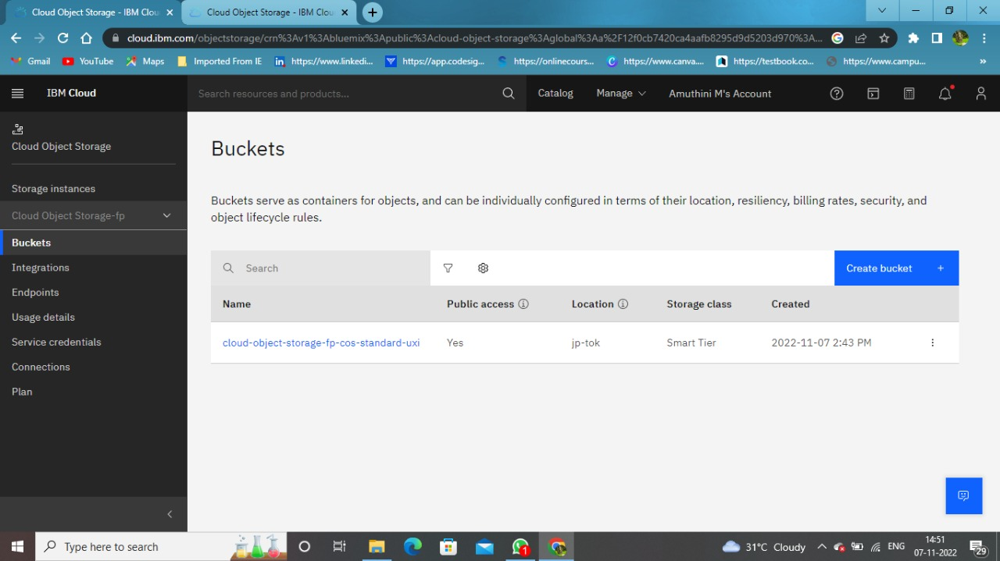 Cloud Object Storage - IBM Clou
Cloud Object Storage - IBM Clou
cloud.ibm.com/objectstorage/crn%3Av1%3Abluemix%3Apublic%3Acloud-object-storage%3Aglobal%3Aa%2F12f0cb7420ca4aafb8295d9d5203d970%3A...
Gmail YouTube Maps Imported From IE https://www.linkedi... https://app.codesig... https://onlinecours... https://www.canva.... https://testbook.co... https://www.campu... »
IBM Cloud
Search resources and products...
Catalog Manage Amuthini M's Account
Cloud Object Storage
Storage instances
Cloud Object Storage-fp
Buckets
Integrations
Endpoints
Usage details
Service credentials
Connections
Plan
Buckets
Buckets serve as containers for objects, and can be individually configured in terms of their location, resiliency, billing rates, security, and
object lifecycle rules.
Search
Create bucket +
Name Public access Location Storage class Created
cloud-object-storage-fp-cos-standard-uxi Yes jp-tok Smart Tier 2022-11-07 2:43 PM
Type here to search
1
31°C Cloudy
ENG
14:51
07-11-2022
29